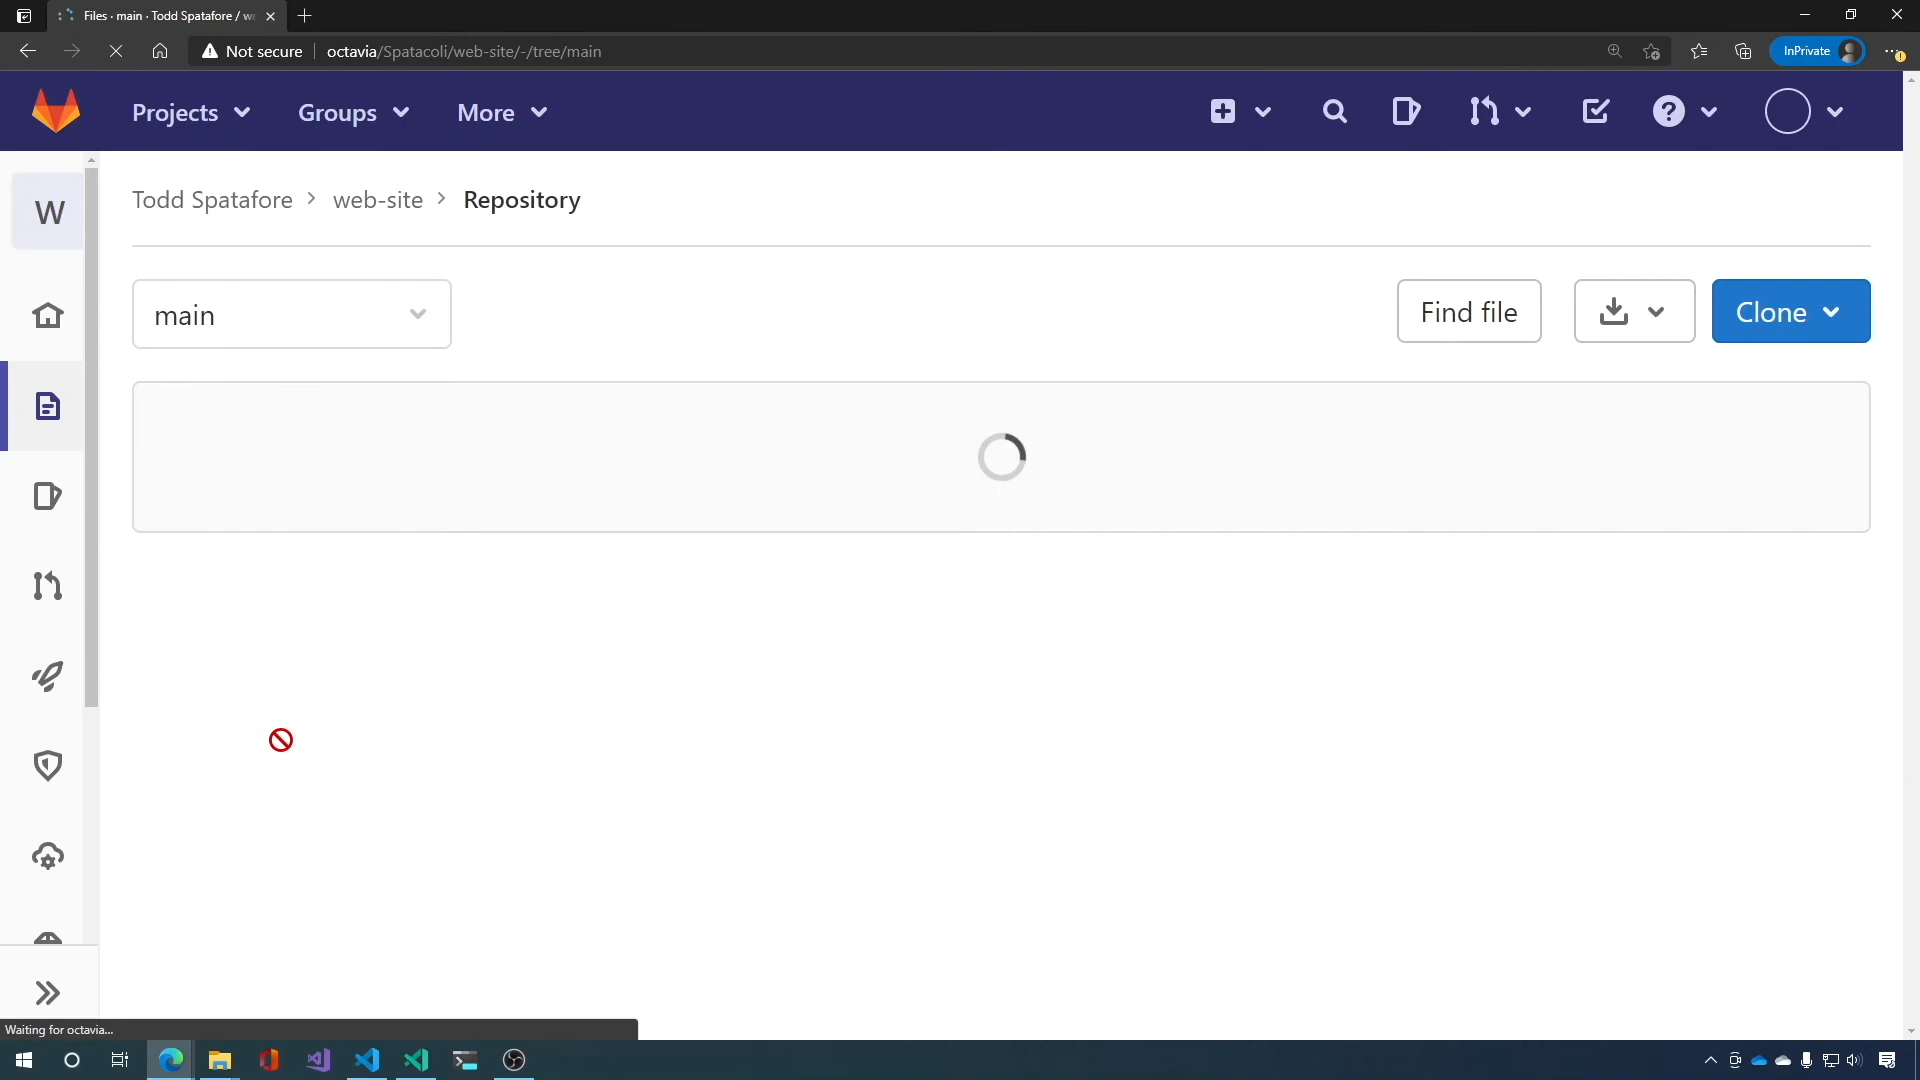 Files · main · Todd Spatafore / we
Not secure
octavia/Spatacoli/web-site/-/tree/main
InPrivate
Projects
Groups
More
W
Todd Spatafore > web-site > Repository
main
Find file
Clone
Waiting for octavia...